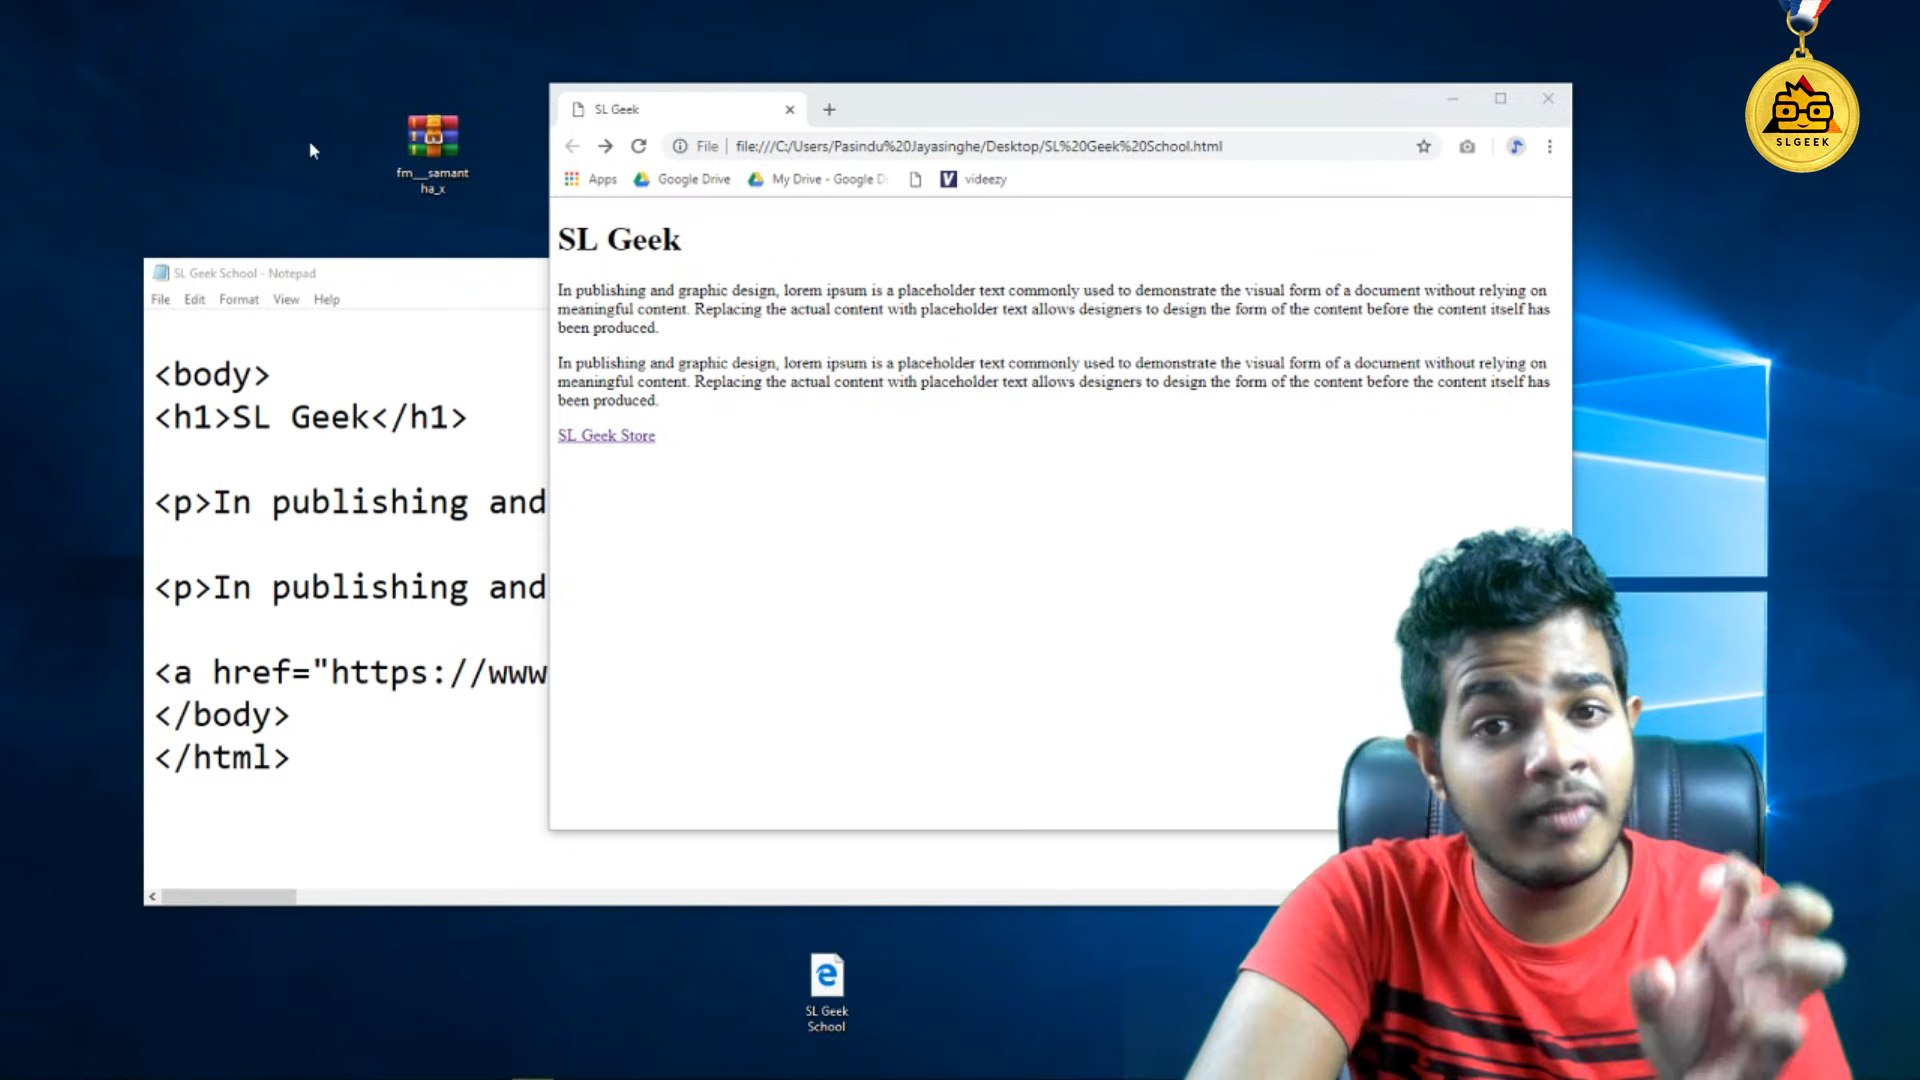 SLGEEK
fm__samant
ha_x
SL Geek
File
file:///C:/Users/Pasindu%20Jayasinghe/Desktop/SL%20Geek%20School.html
Apps
Google Drive
My Drive - Google D
videezy
SL Geek
In publishing and graphic design, lorem ipsum is a placeholder text commonly used to demonstrate the visual form of a document without relying on
meaningful content. Replacing the actual content with placeholder text allows designers to design the form of the content before the content itself has
been produced.
In publishing and graphic design, lorem ipsum is a placeholder text commonly used to demonstrate the visual form of a document without relying on
meaningful content. Replacing the actual content with placeholder text allows designers to design the form of the content before the content itself has
been produced.
SL Geek Store
SL Geek School - Notepad
File Edit Format View Help
<body>
<h1>SL Geek</h1>
<p>In publishing and
<p>In publishing and
<a href="https://www
</body>
</html>
SL Geek
School